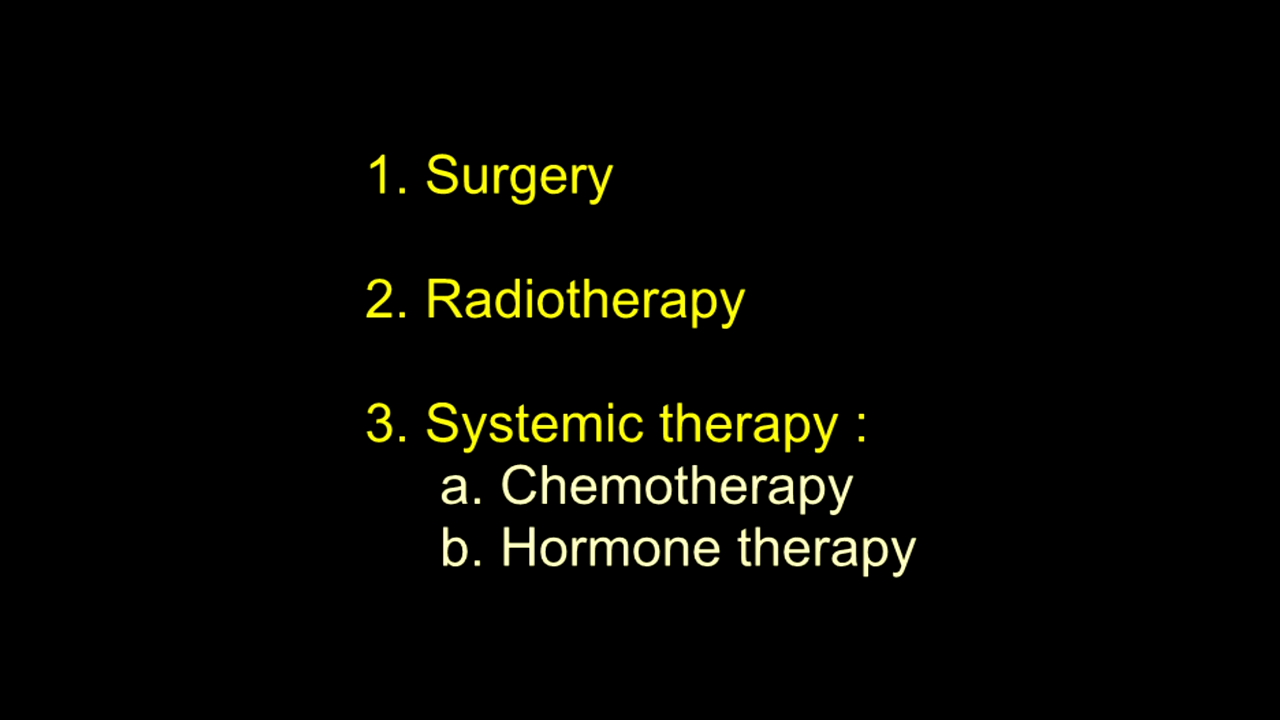 1. Surgery
2. Radiotherapy
3. Systemic therapy :
a. Chemotherapy
b. Hormone therapy